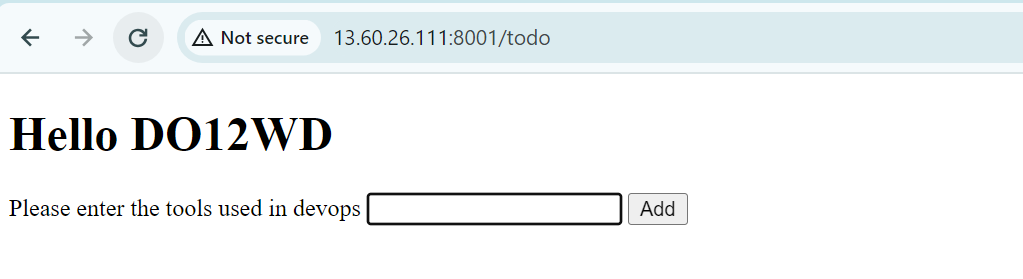 Not secure 13.60.26.111:8001/todo
Hello DO12WD
Please enter the tools used in devops Add